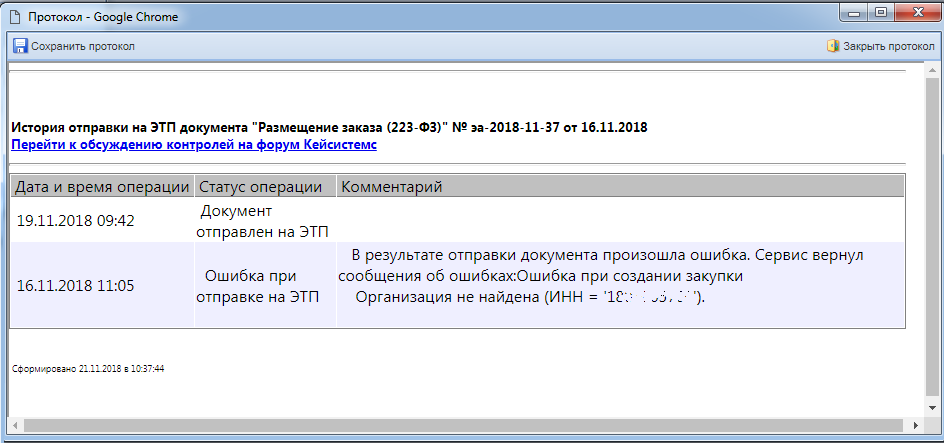 Протокол - Google Chrome
Сохранить протокол
Закрыть протокол
История отправки на ЭТП документа "Размещение заказа (223-ФЗ)" № эа-2018-11-37 от 16.11.2018
Перейти к обсуждению контролей на форум Кейсистемс
Дата и время операции Статус операции Комментарий
19.11.2018 09:42
Документ
отправлен на ЭТП
16.11.2018 11:05
Ошибка при
отправке на ЭТП
В результате отправки документа произошла ошибка. Сервис вернул
сообщения об ошибках:Ошибка при создании закупки
Организация не найдена (ИНН =
Сформировано 21.11.2018 в 10:37:44